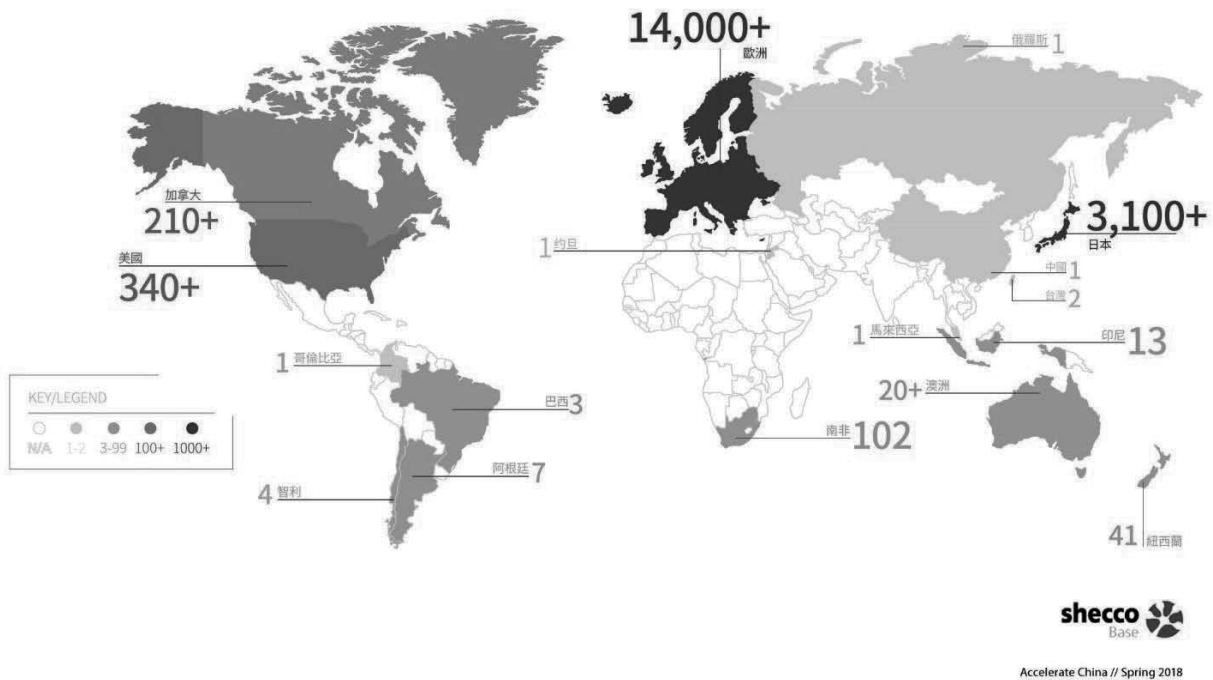 14,000+
歐洲
俄羅斯 1
加拿大
210+
3,100+
日本
1 约旦
美國
340+
中國 1
台灣 2
1 馬來西亞
印尼 13
1 哥倫比亞
20+ 澳洲
KEY/LEGEND
N/A 1-2 3-99 100+ 1000+
巴西 3
南非 102
阿根廷 7
4 智利
41 紐西蘭
shecco
Base
Accelerate China // Spring 2018